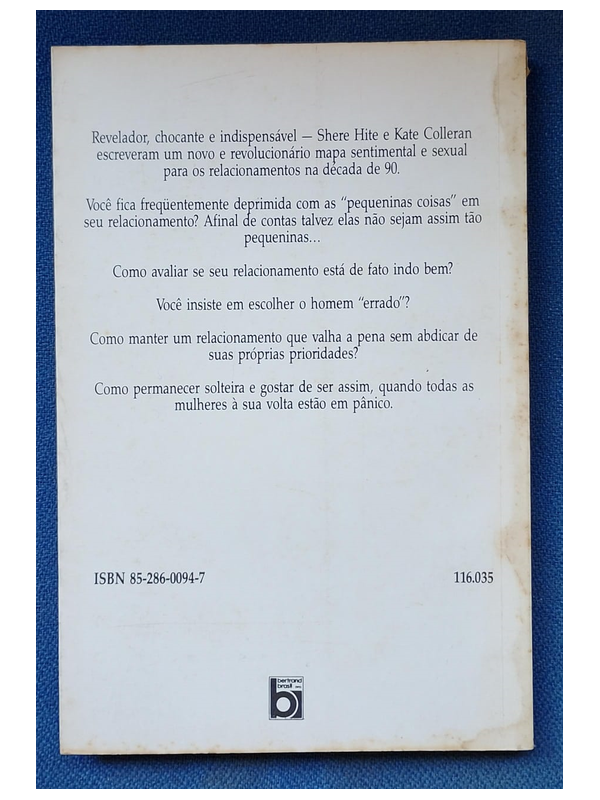 Revelador, chocante e indispensável — Shere Hite e Kate Colleran
escreveram um novo e revolucionário mapa sentimental e sexual
para os relacionamentos na década de 90.
Você fica freqüentemente deprimida com as “pequeninas coisas” em
seu relacionamento? Afinal de contas talvez elas não sejam assim tão
pequeninas...
Como avaliar se seu relacionamento está de fato indo bem?
Você insiste em escolher o homem “errado”?
Como manter um relacionamento que valha a pena sem abdicar de
suas próprias prioridades?
Como permanecer solteira e gostar de ser assim, quando todas as
mulheres à sua volta estão em pânico.
ISBN 85-286-0094-7 116.035
bertrand
brasil